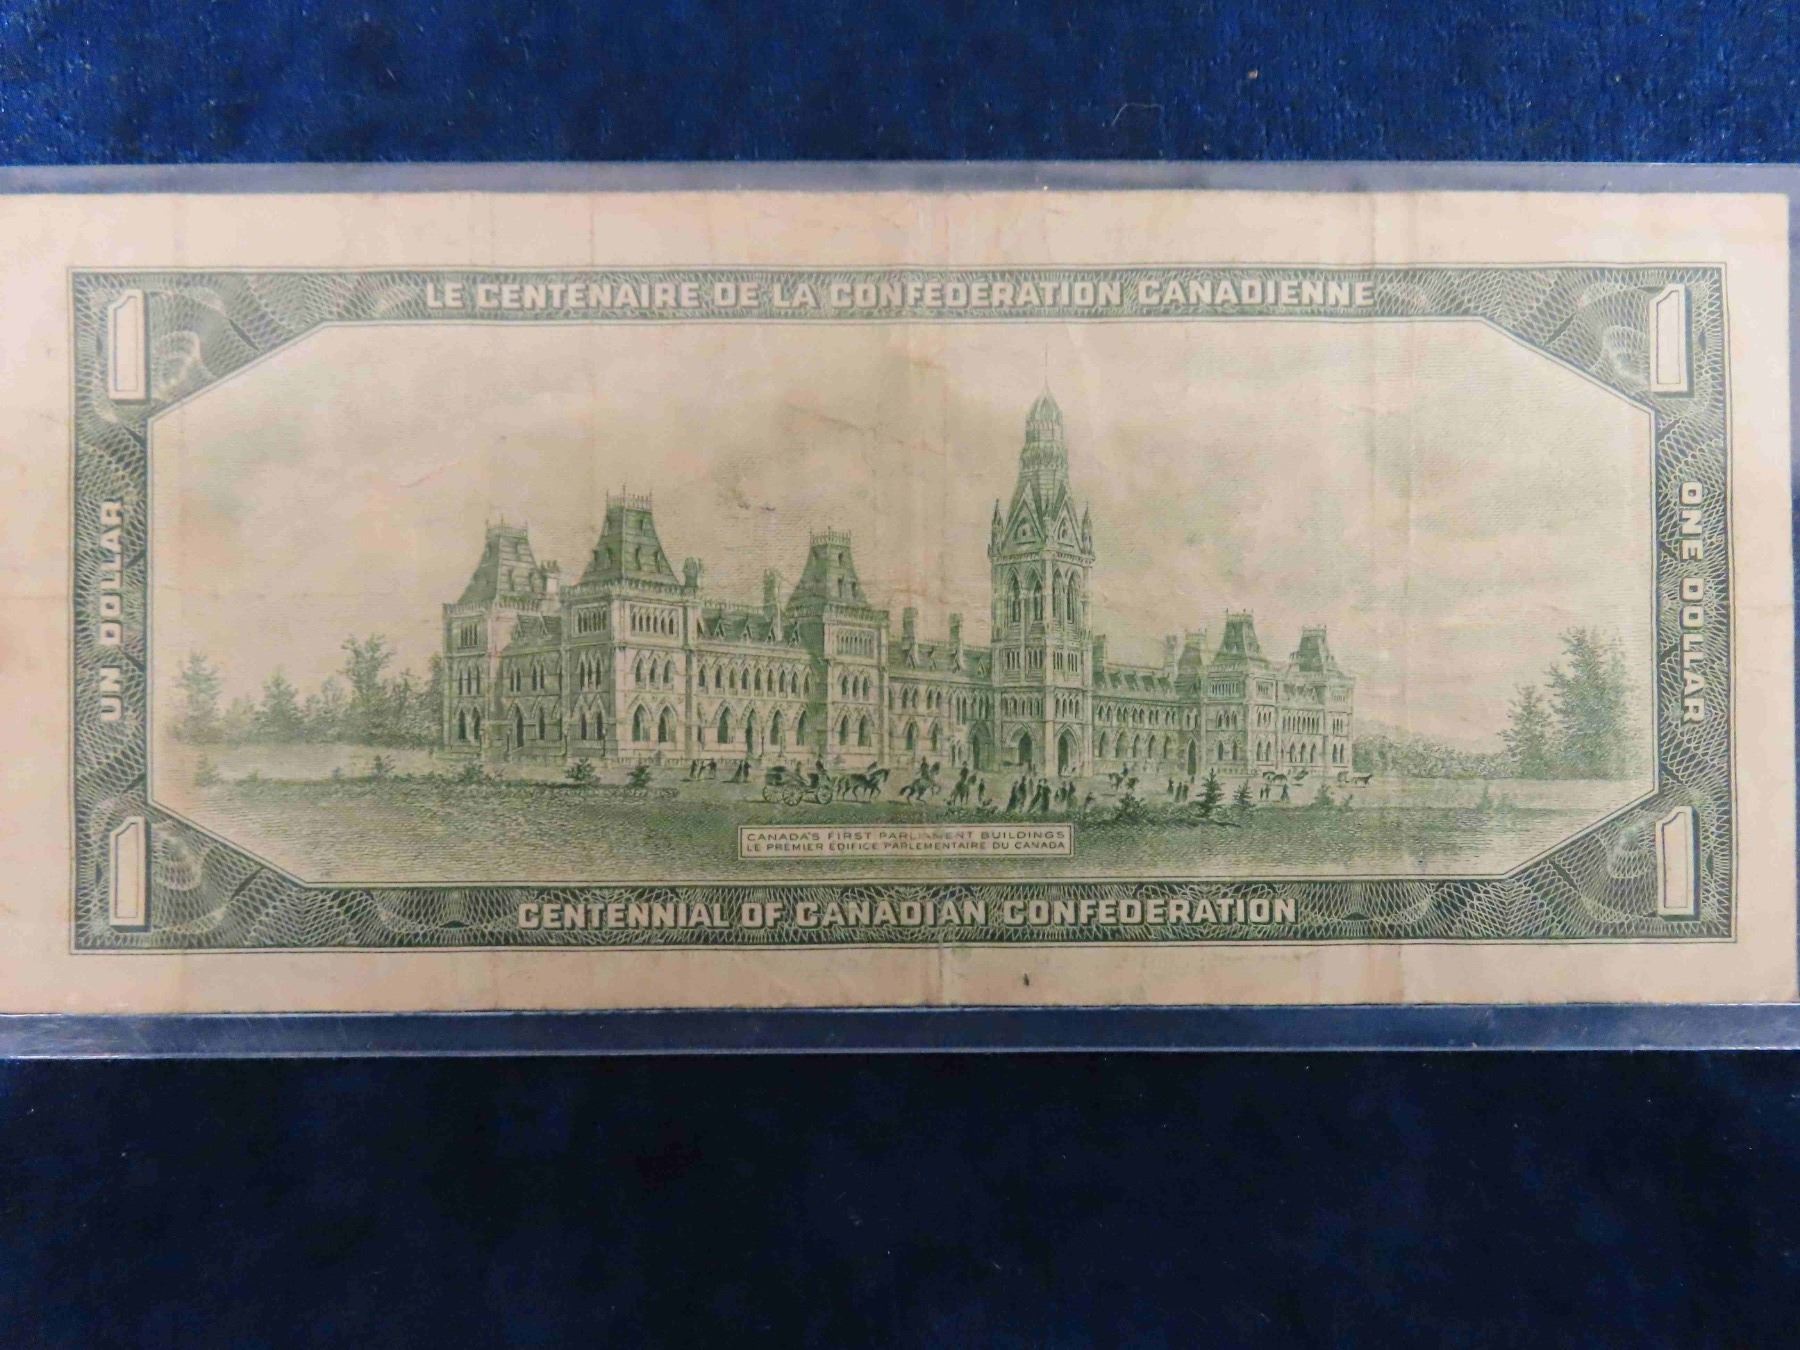 1 LE CENTENAIRE DE LA CONFEDERATION CANADIENNE 1
UN DOLLAR
ONE DOLLAR
CANADA'S FIRST PARLIAMENT BUILDINGS
LE PREMIER EDIFICE PARLEMENTAIRE DU CANADA
1 CENTENNIAL OF CANADIAN CONFEDERATION 1